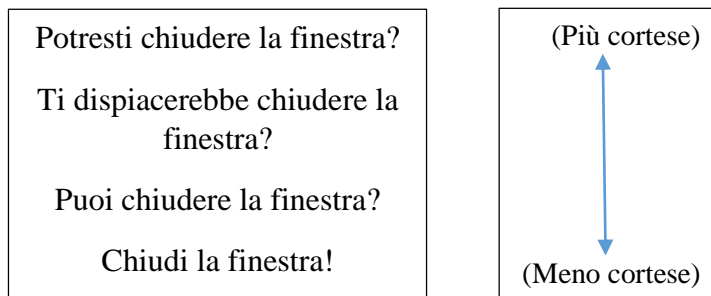 Potresti chiudere la finestra?
Ti dispiacerebbe chiudere la
finestra?
Puoi chiudere la finestra?
Chiudi la finestra!
(Più cortese)
(Meno cortese)